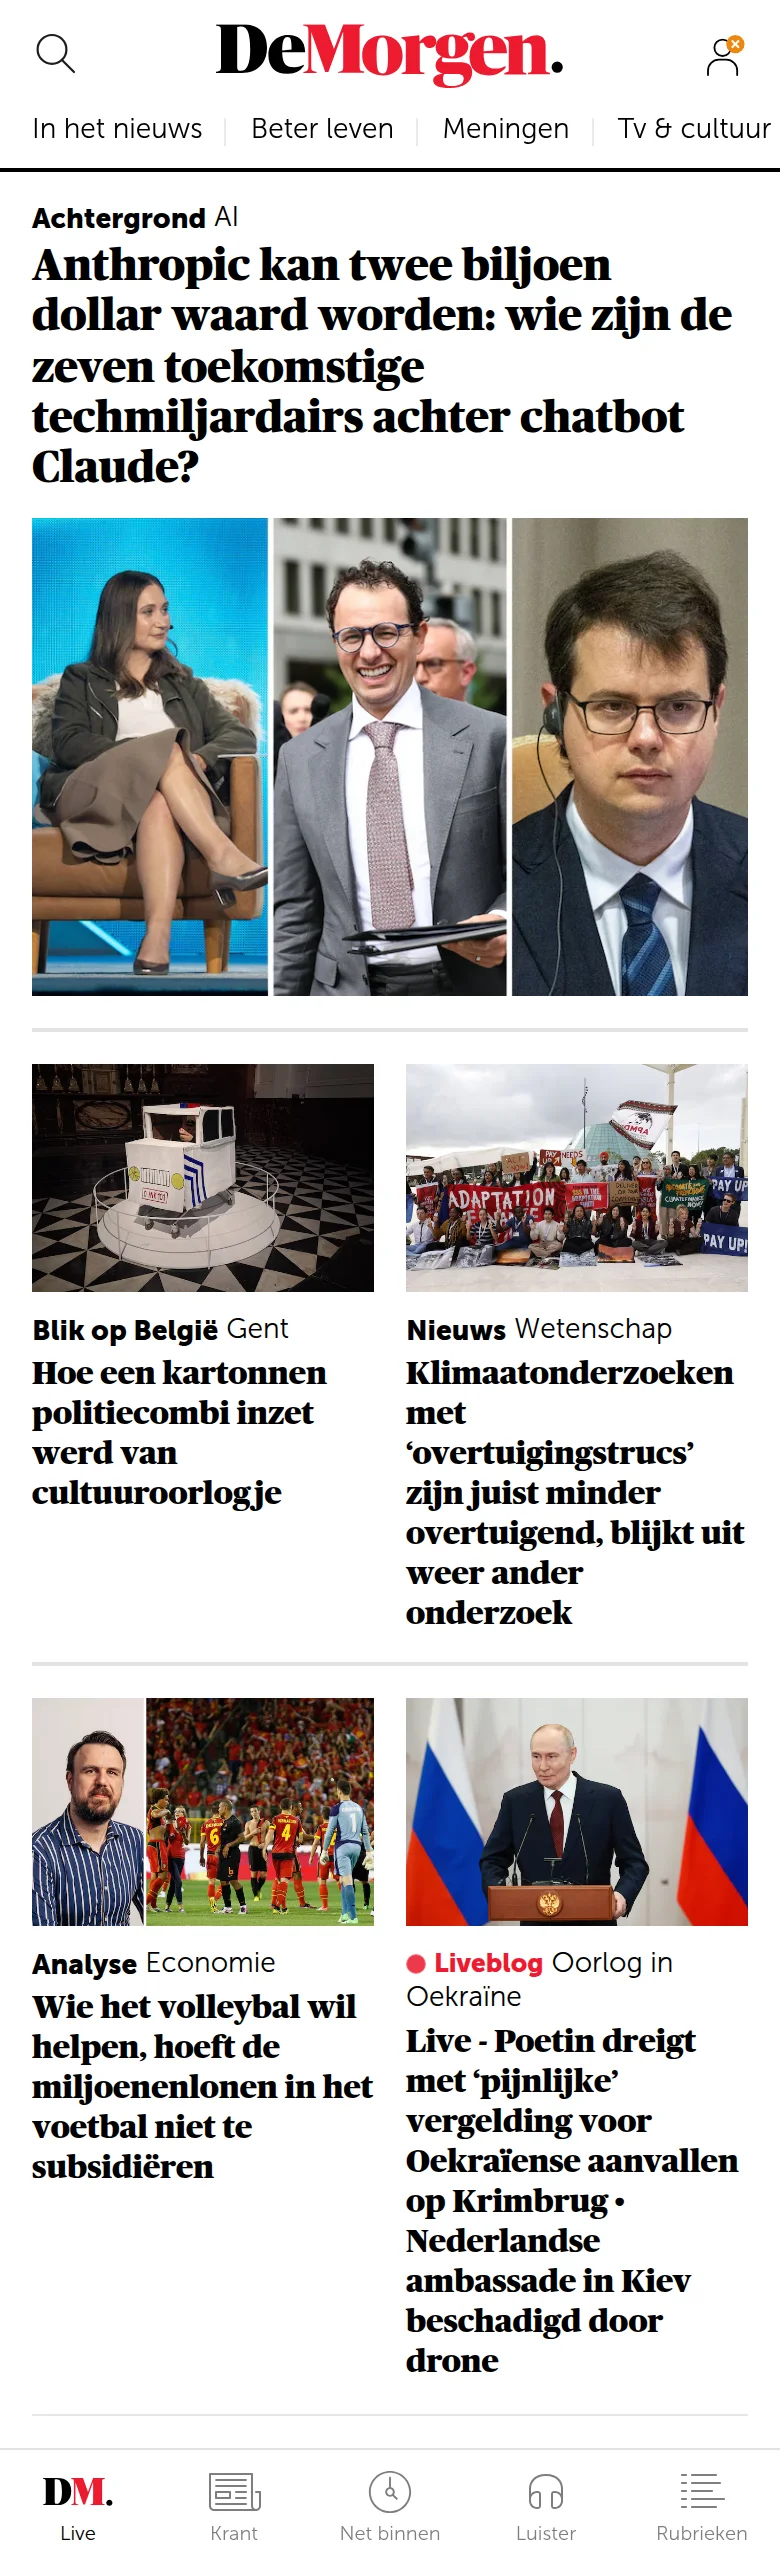 DeMorgen.
In het nieuws
Beter leven
Meningen
Tv & cultuur
Achtergrond AI
Anthropic kan twee biljoen
dollar waard worden: wie zijn de
zeven toekomstige
techmiljardairs achter chatbot
Claude?
ADAPTATION
PAY UP
PAY UP!
Blik op België Gent
Hoe een kartonnen
politiecombi inzet
werd van
cultuuroorlogje
Nieuws Wetenschap
Klimaatonderzoeken
met
‘overtuigingstrucs’
zijn juist minder
overtuigend, blijkt uit
weer ander
onderzoek
6
4
1
Analyse Economie
Wie het volleybal wil
helpen, hoeft de
miljoenenlonen in het
voetbal niet te
subsidiëren
Liveblog Oorlog in
Oekraïne
Live - Poetin dreigt
met ‘pijnlijke’
vergelding voor
Oekraïense aanvallen
op Krimbrug •
Nederlandse
ambassade in Kiev
beschadigd door
drone
DM.
Live
Krant
Net binnen
Luister
Rubrieken